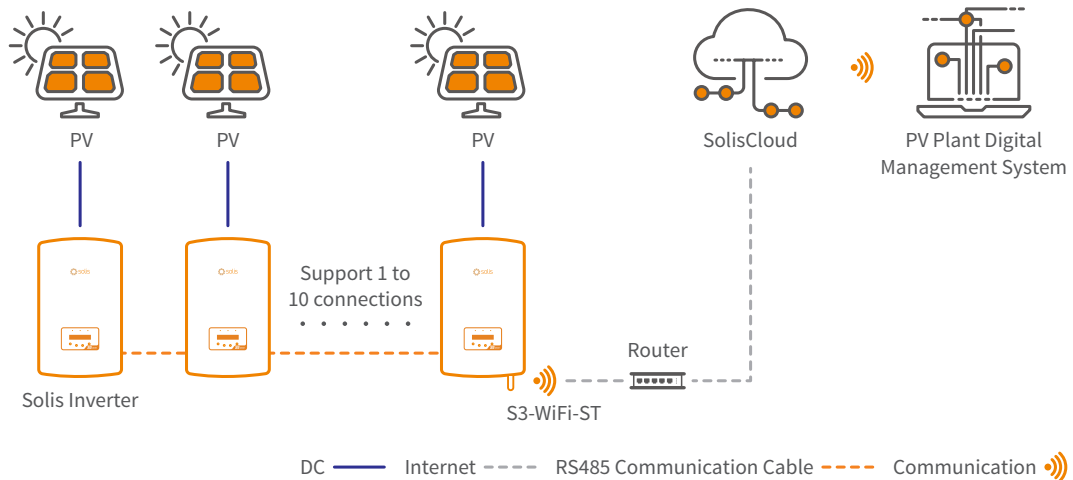 PV
PV
PV
SolisCloud
PV Plant Digital
Management System
solis
solis
solis
Support 1 to
10 connections
Router
Solis Inverter
S3-WiFi-ST
DC
Internet
RS485 Communication Cable
Communication